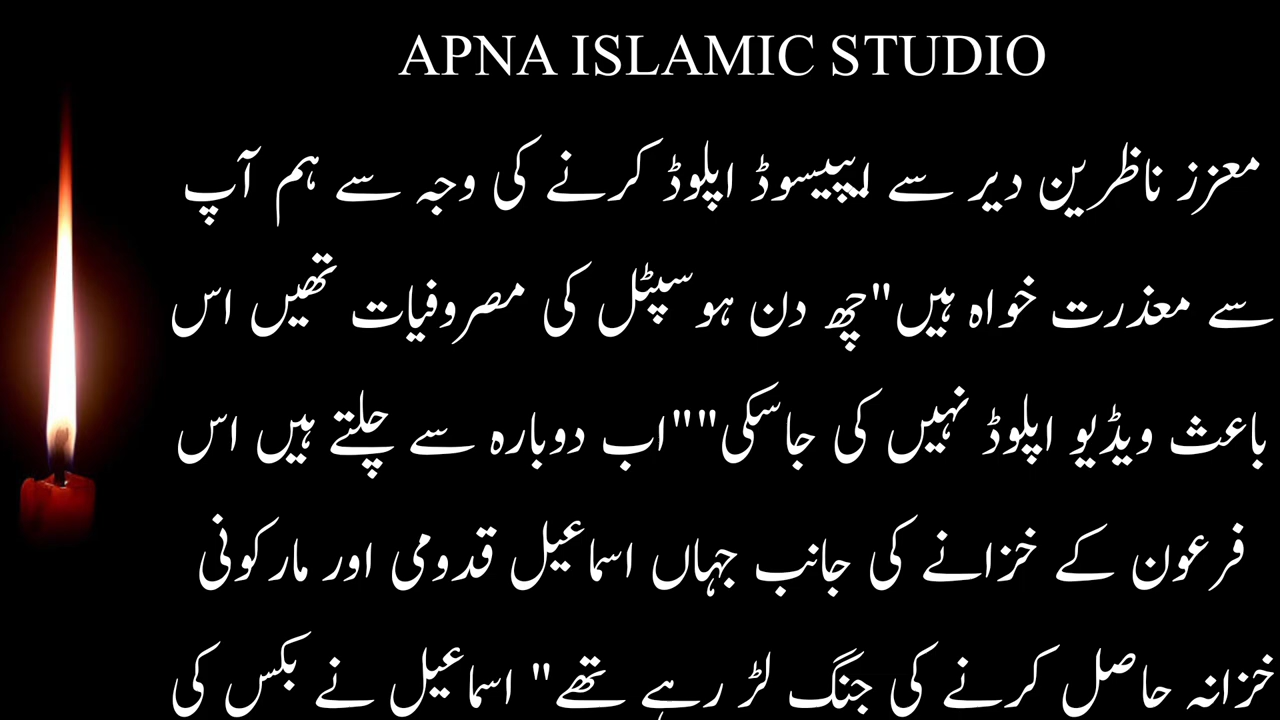 APNA ISLAMIC STUDIO
معزز ناظرین دیر سے اپپیسوڈ اپلوڈ کرنے کی وجہ سے ہم آپ
سے معذرت خواہ ہیں"چھ دن ہوسپٹل کی مصروفیات تھیں اس
باعث ویڈیو اپلوڈ نہیں کی جاسکی""اب دوبارہ سے چلتے ہیں اس
فرعون کے خزانے کی جانب جہاں اسماعیل قدومی اور مارکونی
خزانہ حاصل کرنے کی جنگ لڑ رہے تھے" اسماعیل نے بکس کی